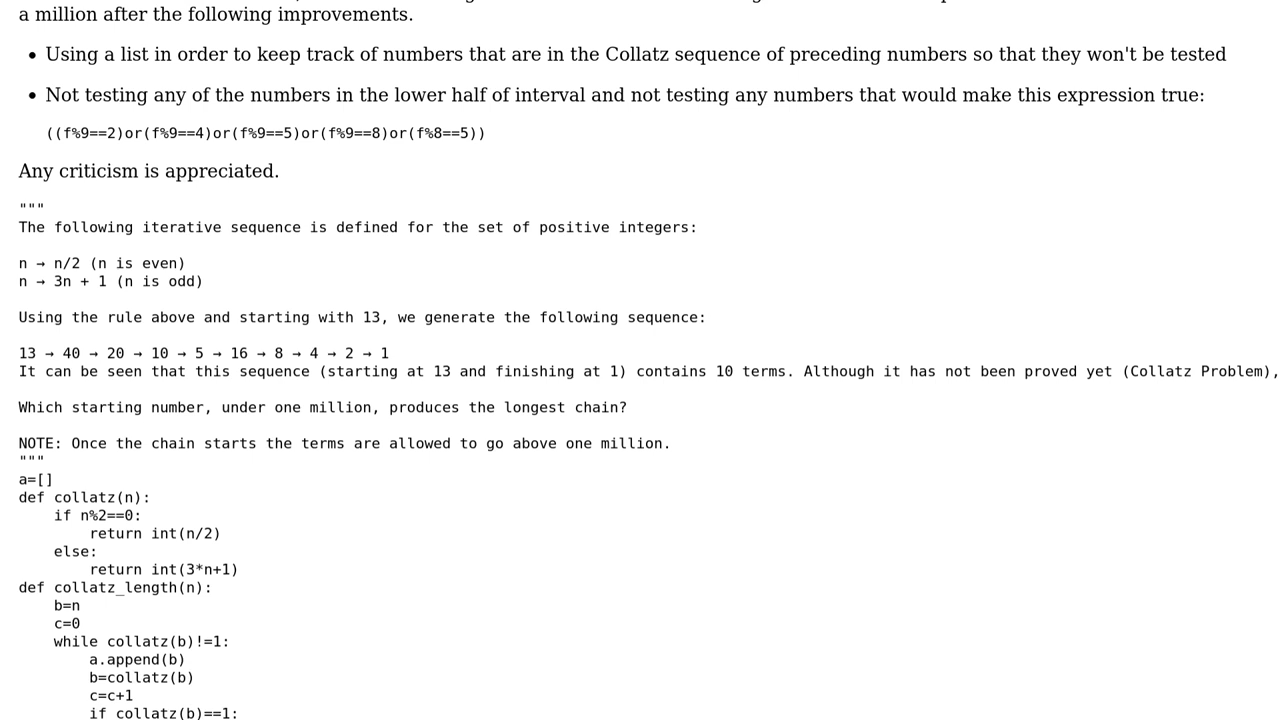 a million after the following improvements.
• Using a list in order to keep track of numbers that are in the Collatz sequence of preceding numbers so that they won't be tested
• Not testing any of the numbers in the lower half of interval and not testing any numbers that would make this expression true:
((f%9==2)or(f%9==4)or(f%9==5)or(f%9==8)or(f%8==5))
Any criticism is appreciated.
"""
The following iterative sequence is defined for the set of positive integers:
n → n/2 (n is even)
n → 3n + 1 (n is odd)
Using the rule above and starting with 13, we generate the following sequence:
13 → 40 → 20 → 10 → 5 → 16 → 8 → 4 → 2 → 1
It can be seen that this sequence (starting at 13 and finishing at 1) contains 10 terms. Although it has not been proved yet (Collatz Problem),
Which starting number, under one million, produces the longest chain?
NOTE: Once the chain starts the terms are allowed to go above one million.
"""
a=[]
def collatz(n):
    if n%2==0:
        return int(n/2)
    else:
        return int(3*n+1)
def collatz_length(n):
    b=n
    c=0
    while collatz(b)!=1:
        a.append(b)
        b=collatz(b)
        c=c+1
        if collatz(b)==1: